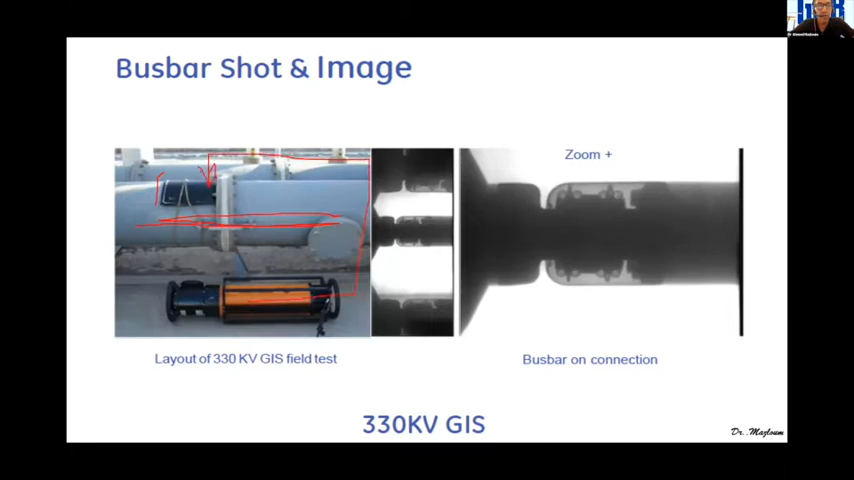 Busbar Shot & Image
Zoom +
Layout of 330 KV GIS field test
Busbar on connection
330KV GIS
Dr. .Mazloum